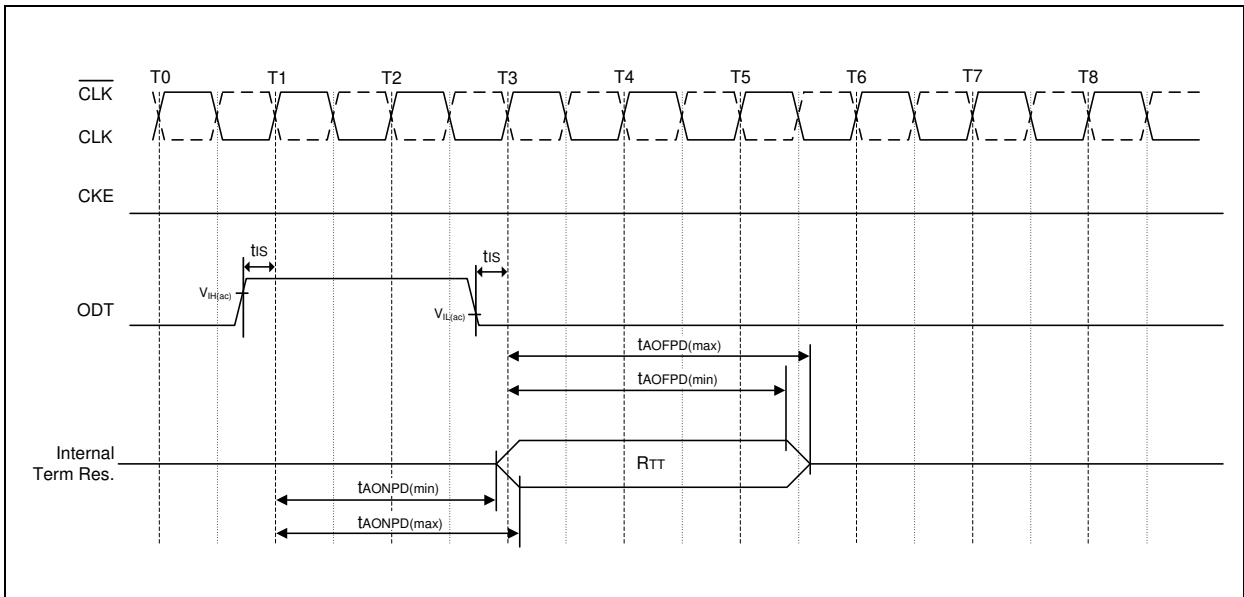 T0 T1 T2 T3 T4 T5 T6 T7 T8
CLK
CLK
CKE
tIS
tIS
VIH(ac)
ODT
VIL(ac)
tAOFPD(max)
tAOFPD(min)
Internal
Term Res.
RTT
tAONPD(min)
tAONPD(max)